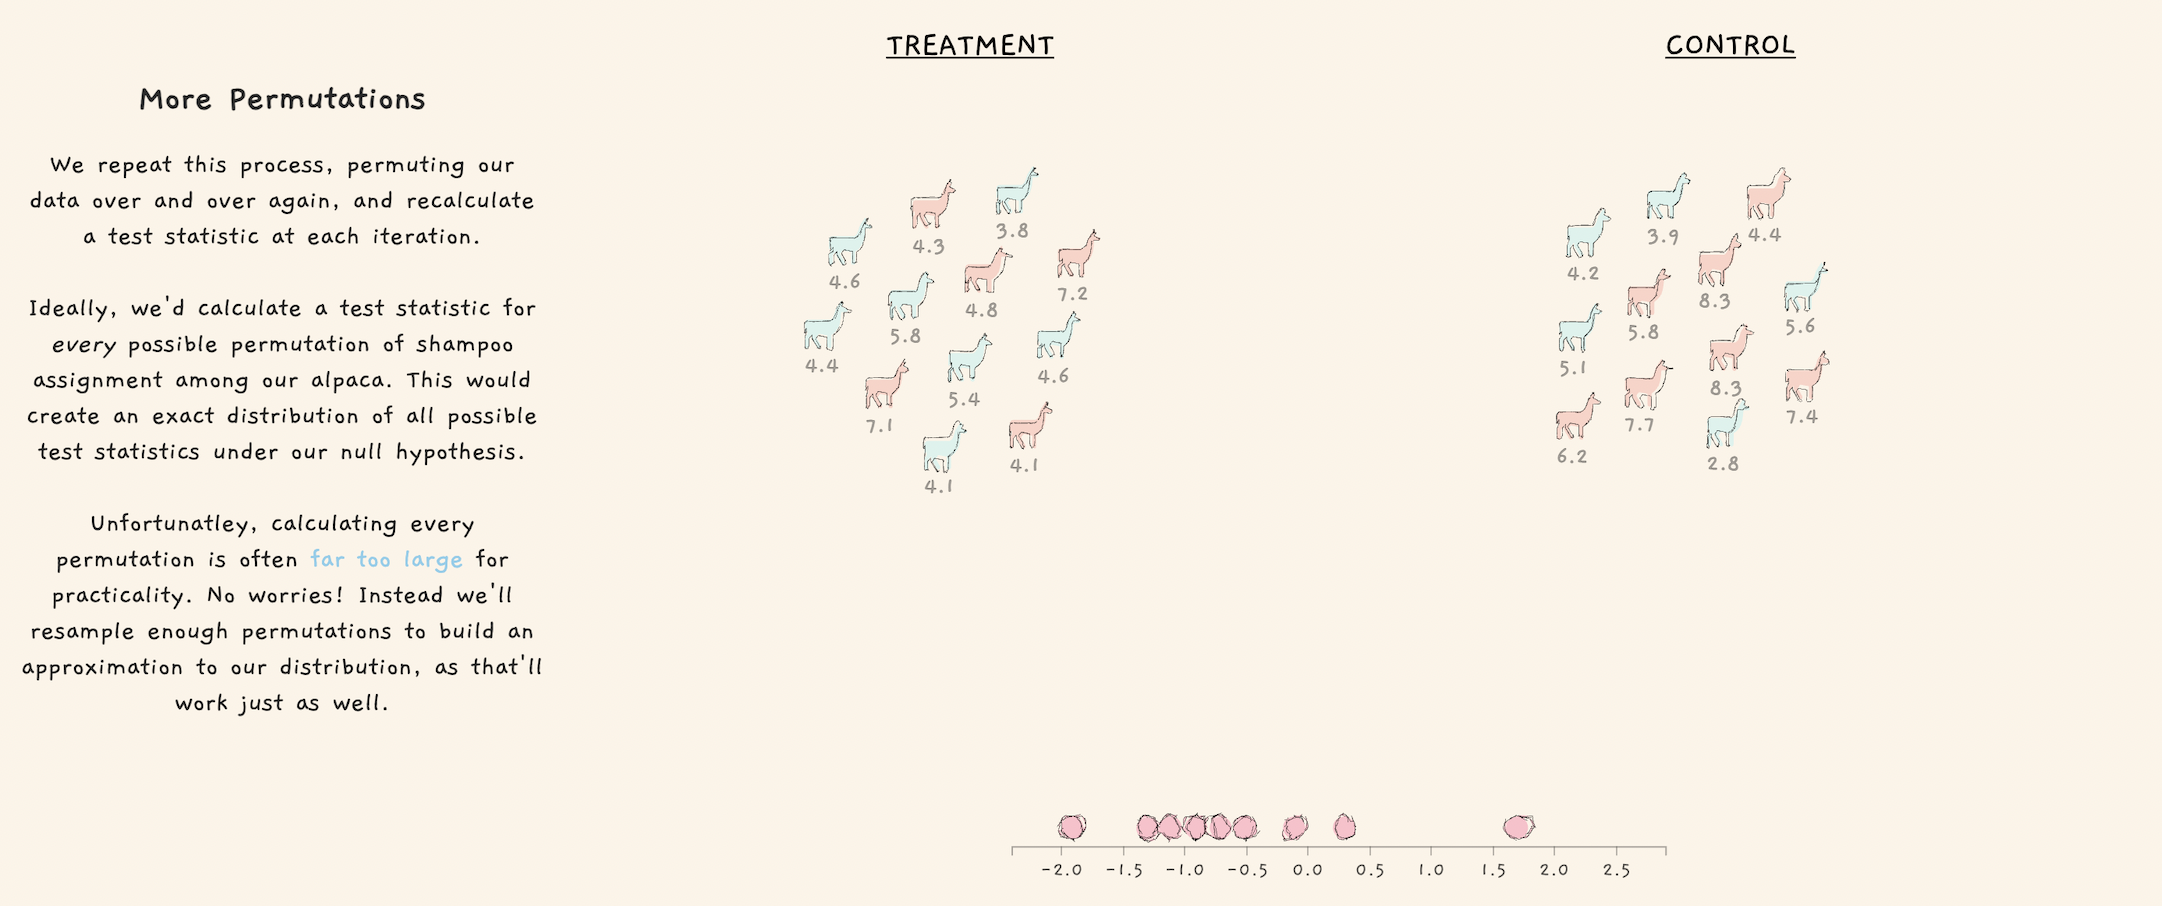 TREATMENT
CONTROL
More Permutations
We repeat this process, permuting our
data over and over again, and recalculate
a test statistic at each iteration.
Ideally, we'd calculate a test statistic for
every possible permutation of shampoo
assignment among our alpaca. This would
create an exact distribution of all possible
test statistics under our null hypothesis.
Unfortunatley, calculating every
permutation is often far too large for
practicality. No worries! Instead we'll
resample enough permutations to build an
approximation to our distribution, as that'll
work just as well.
4.3
3.8
4.6
4.8
7.2
5.8
4.4
5.4
4.6
7.1
4.1
4.1
3.9
4.4
4.2
8.3
5.8
5.6
5.1
8.3
7.7
7.4
6.2
2.8
-2.0 -1.5 -1.0 -0.5 0.0 0.5 1.0 1.5 2.0 2.5